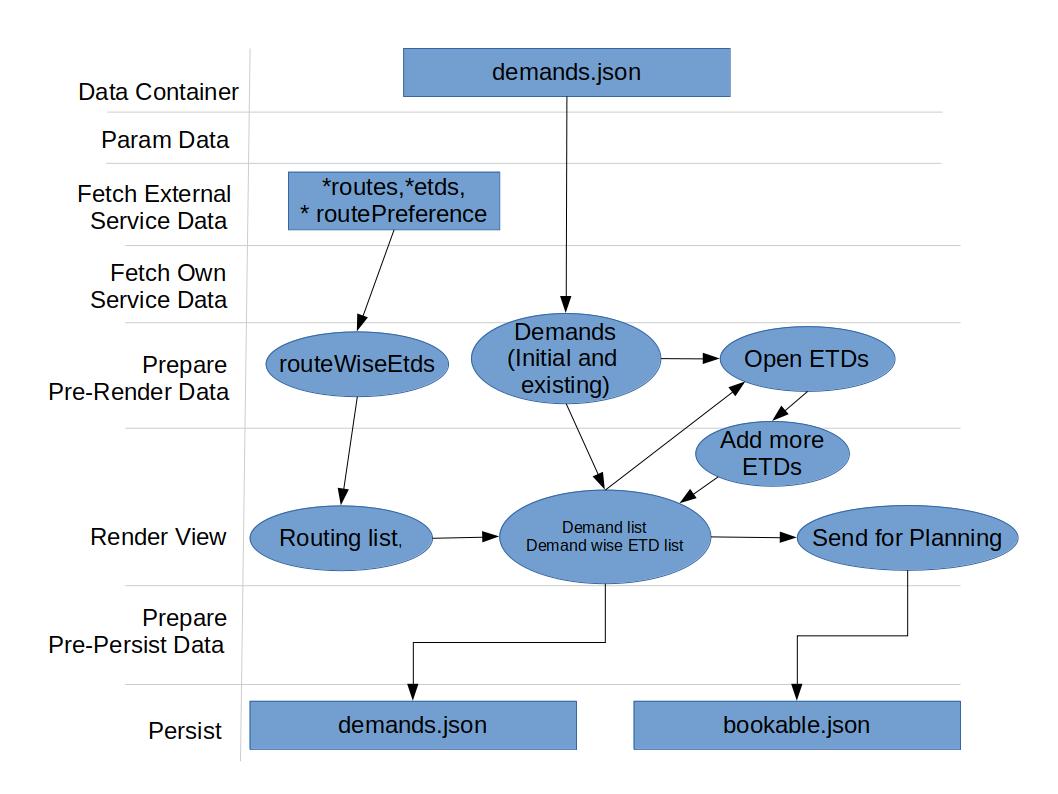 demands.json
Data Container
Param Data
Fetch External
Service Data
*routes,*etds,
* routePreference
Fetch Own
Service Data
Prepare
Pre-Render Data
routeWiseEtds
Demands
(Initial and
existing)
Open ETDs
Add more
ETDs
Render View
Routing list,
Demand list
Demand wise ETD list
Send for Planning
Prepare
Pre-Persist Data
Persist
demands.json
bookable.json